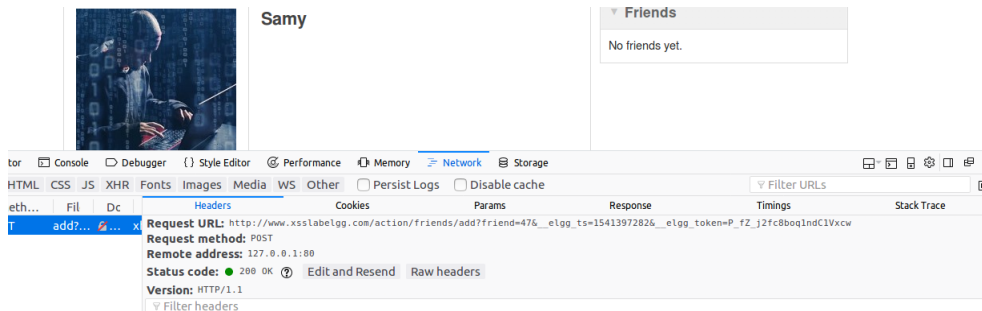 Samy
Friends
No friends yet.
tor Console Debugger { } Style Editor Performance Memory Network Storage
HTML CSS JS XHR Fonts Images Media WS Other Persist Logs Disable cache Filter URLs
eth... Fil Dc Headers Cookies Params Response Timings Stack Trace
T add?... x
Request URL: http://www.xsslabelgg.com/action/friends/add?friend=47&__elgg_ts=1541397282&__elgg_token=P_fZ_j2fc8boq1ndC1Vxcw
Request method: POST
Remote address: 127.0.0.1:80
Status code: 200 OK Edit and Resend Raw headers
Version: HTTP/1.1
Filter headers